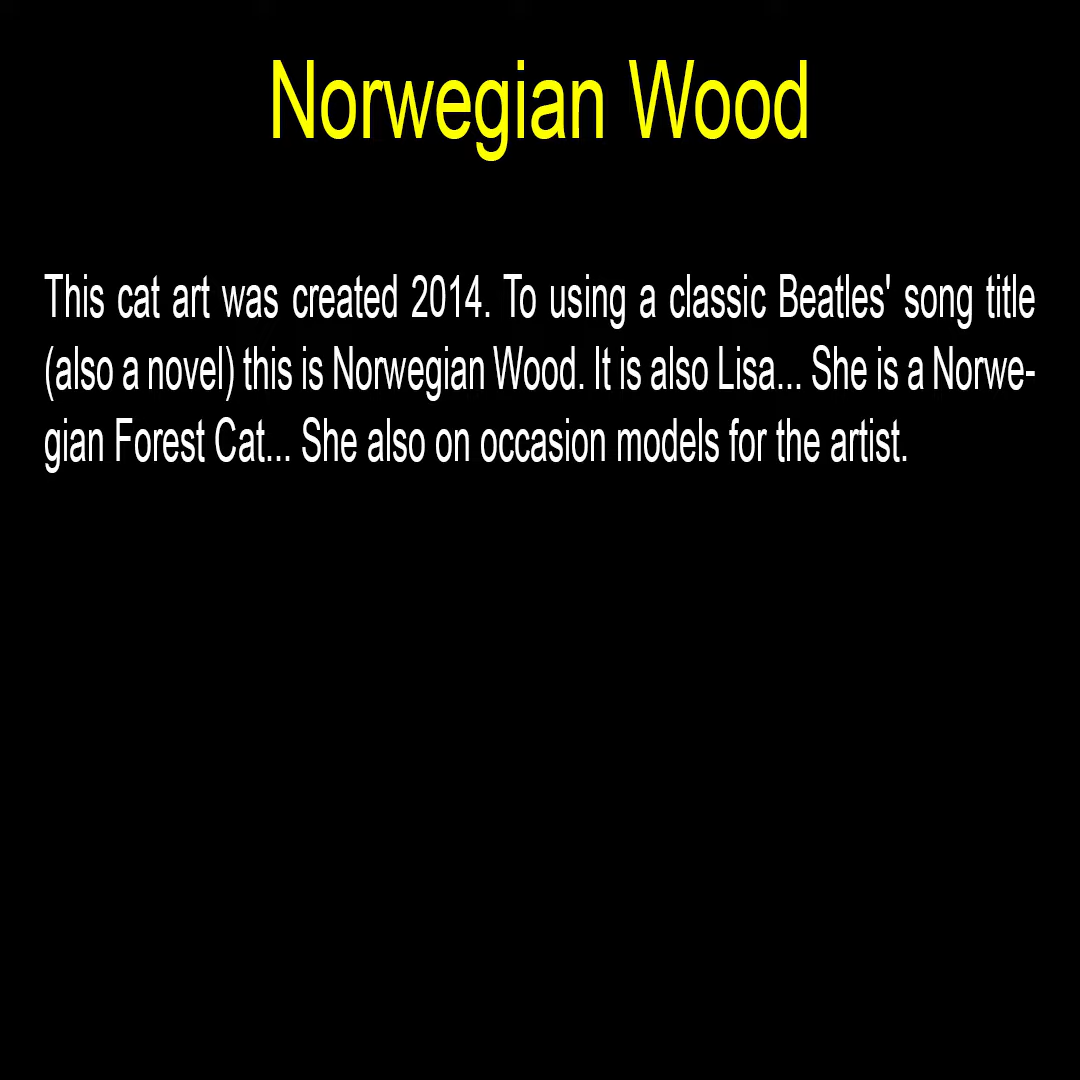 Norwegian Wood
This cat art was created 2014. To using a classic Beatles' song title
(also a novel) this is Norwegian Wood. It is also Lisa... She is a Norwe-
gian Forest Cat... She also on occasion models for the artist.